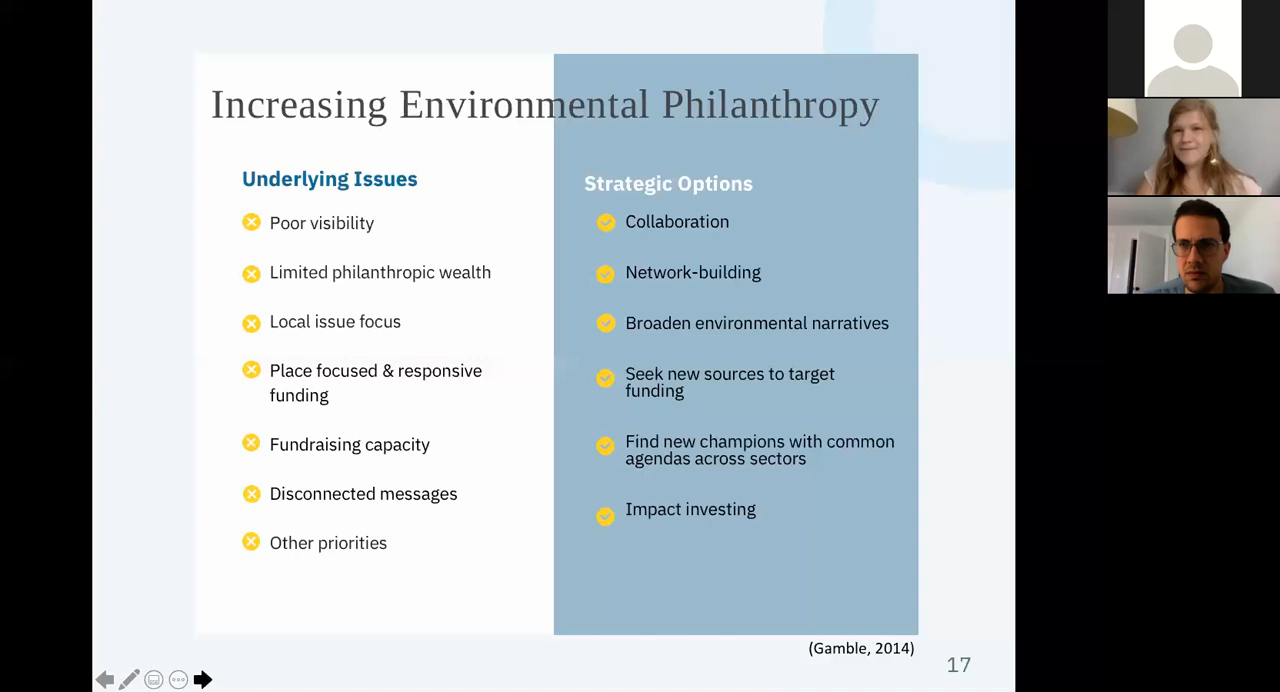 Increasing Environmental Philanthropy
Underlying Issues
Poor visibility
Limited philanthropic wealth
Local issue focus
Place focused & responsive
funding
Fundraising capacity
Disconnected messages
Other priorities
Strategic Options
Collaboration
Network-building
Broaden environmental narratives
Seek new sources to target
funding
Find new champions with common
agendas across sectors
Impact investing
(Gamble, 2014)
17